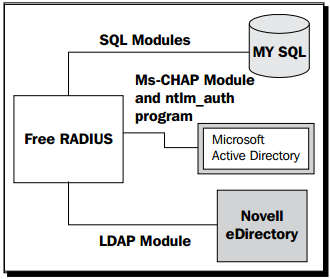 SQL Modules
MY SQL
Ms-CHAP Module
and ntlm_auth
program
Free RADIUS
Microsoft
Active Directory
Novell
eDirectory
LDAP Module